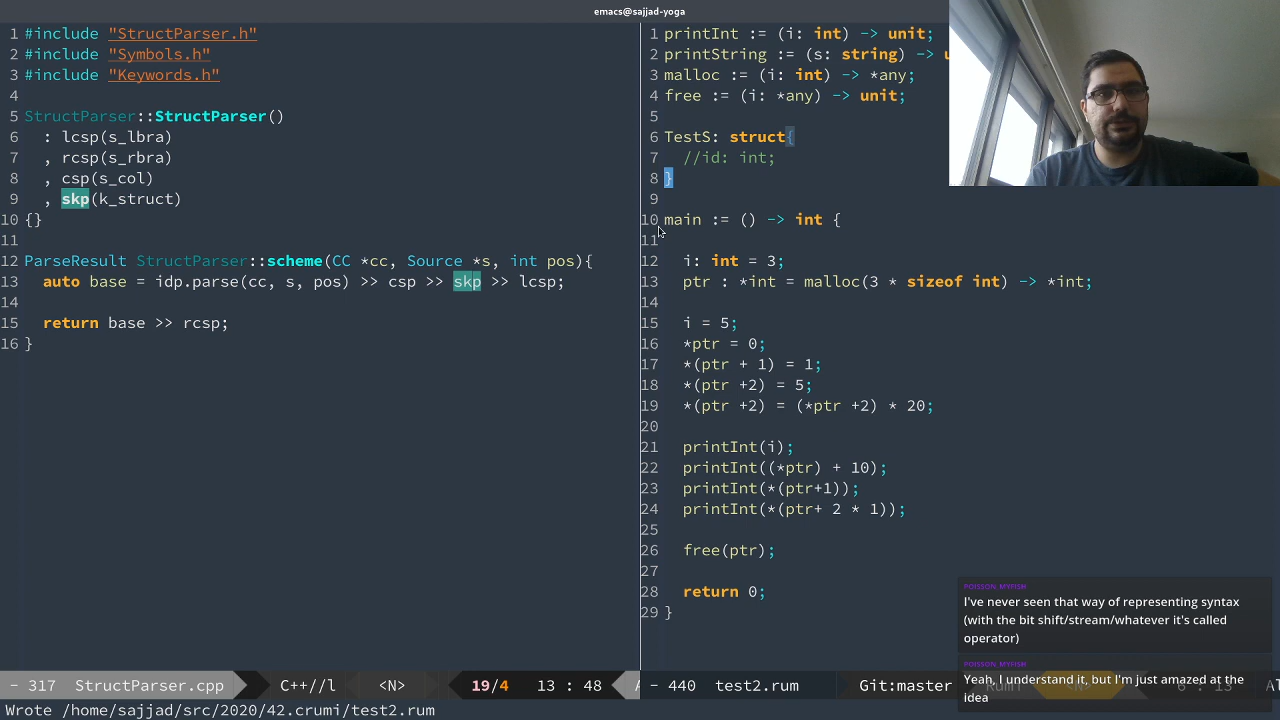 emacs@sajjad-yoga
1 #include "StructParser.h"
2 #include "Symbols.h"
3 #include "Keywords.h"
4
5 StructParser::StructParser()
6 : lcsp(s_lbra)
7 , rcsp(s_rbra)
8 , csp(s_col)
9 , skp(k_struct)
10 {}
11
12 ParseResult StructParser::scheme(CC *cc, Source *s, int pos){
13 auto base = idp.parse(cc, s, pos) >> csp >> skp >> lcsp;
14
15 return base >> rcsp;
16 }
1 printInt := (i: int) -> unit;
2 printString := (s: string) ->
3 malloc := (i: int) -> *any;
4 free := (i: *any) -> unit;
5
6 TestS: struct{
7 //id: int;
8 }
9
10 main := () -> int {
11
12 i: int = 3;
13 ptr : *int = malloc(3 * sizeof int) -> *int;
14
15 i = 5;
16 *ptr = 0;
17 *(ptr + 1) = 1;
18 *(ptr +2) = 5;
19 *(ptr +2) = (*ptr +2) * 20;
20
21 printInt(i);
22 printInt((*ptr) + 10);
23 printInt(*(ptr+1));
24 printInt(*(ptr+ 2 * 1));
25
26 free(ptr);
27
28 return 0;
29 }
POISSON_MYFISH
I've never seen that way of representing syntax
(with the bit shift/stream/whatever it's called
operator)
POISSON_MYFISH
Yeah, I understand it, but I'm just amazed at the
idea
- 317 StructParser.cpp C++//l <N> 19/4 13 : 48
- 440 test2.rum Git:master
Wrote /home/sajjad/src/2020/42.crumi/test2.rum